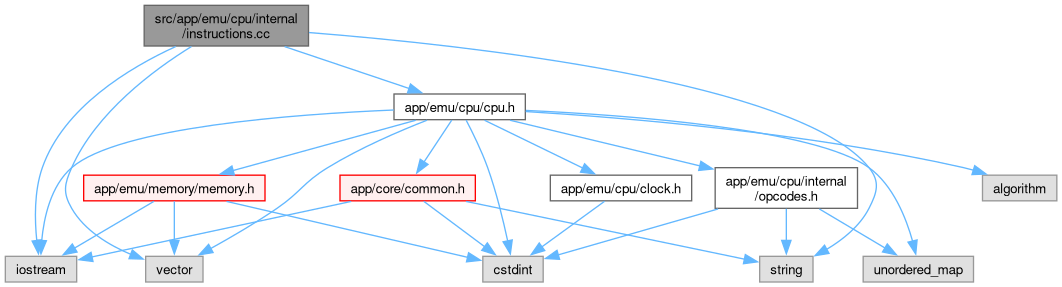 src/app/emu/cpu/internal
/instructions.cc
app/emu/cpu/cpu.h
app/emu/memory/memory.h
app/core/common.h
app/emu/cpu/clock.h
app/emu/cpu/internal
/opcodes.h
algorithm
iostream
vector
cstdint
string
unordered_map